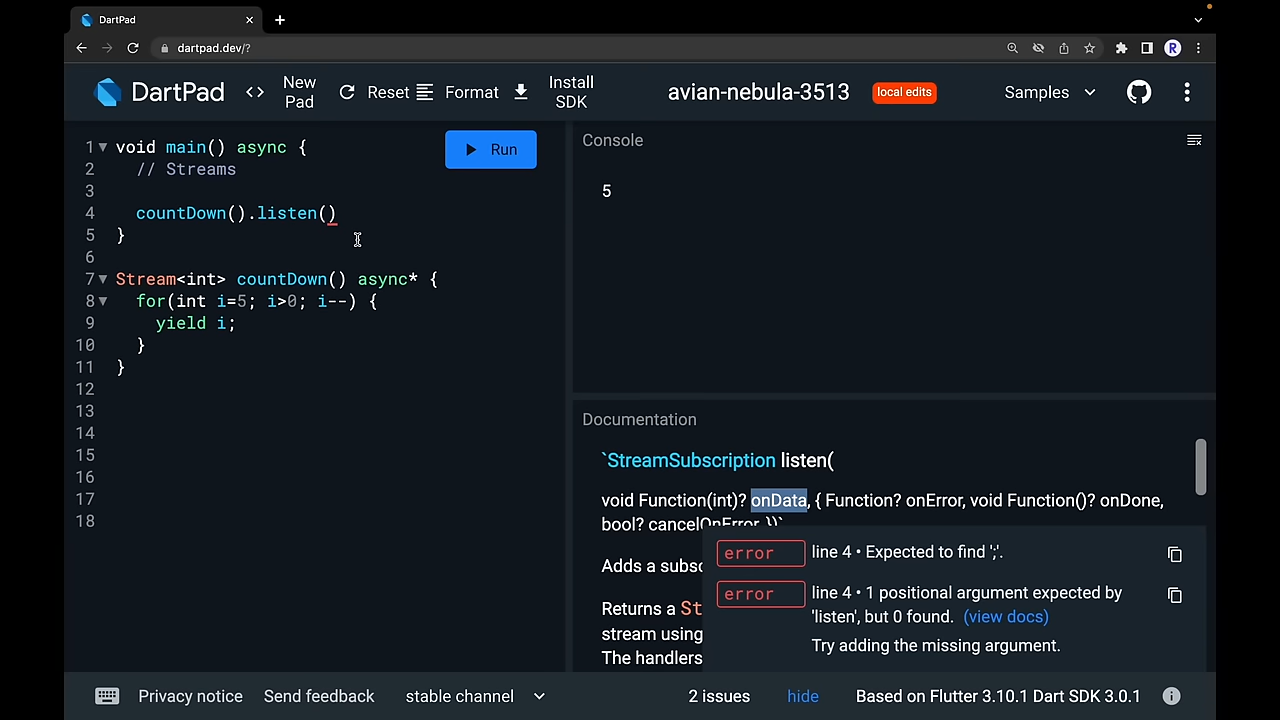 DartPad
dartpad.dev/?
R
DartPad
<> New Pad
Reset
Format
Install SDK
avian-nebula-3513
local edits
Samples
1 void main() async {
2   // Streams
3
4   countDown().listen()
5 }
6
7 Stream<int> countDown() async* {
8   for(int i=5; i>0; i--) {
9     yield i;
10   }
11 }
12
13
14
15
16
17
18
Run
Console
5
Documentation
`StreamSubscription listen(
void Function(int)? onData, { Function? onError, void Function()? onDone,
bool? cancelOnError, })`
Adds a subsc
Returns a St
stream using
The handlers
error line 4 • Expected to find ';'.
error line 4 • 1 positional argument expected by
'listen', but 0 found. (view docs)
Try adding the missing argument.
Privacy notice
Send feedback
stable channel
2 issues
hide
Based on Flutter 3.10.1 Dart SDK 3.0.1